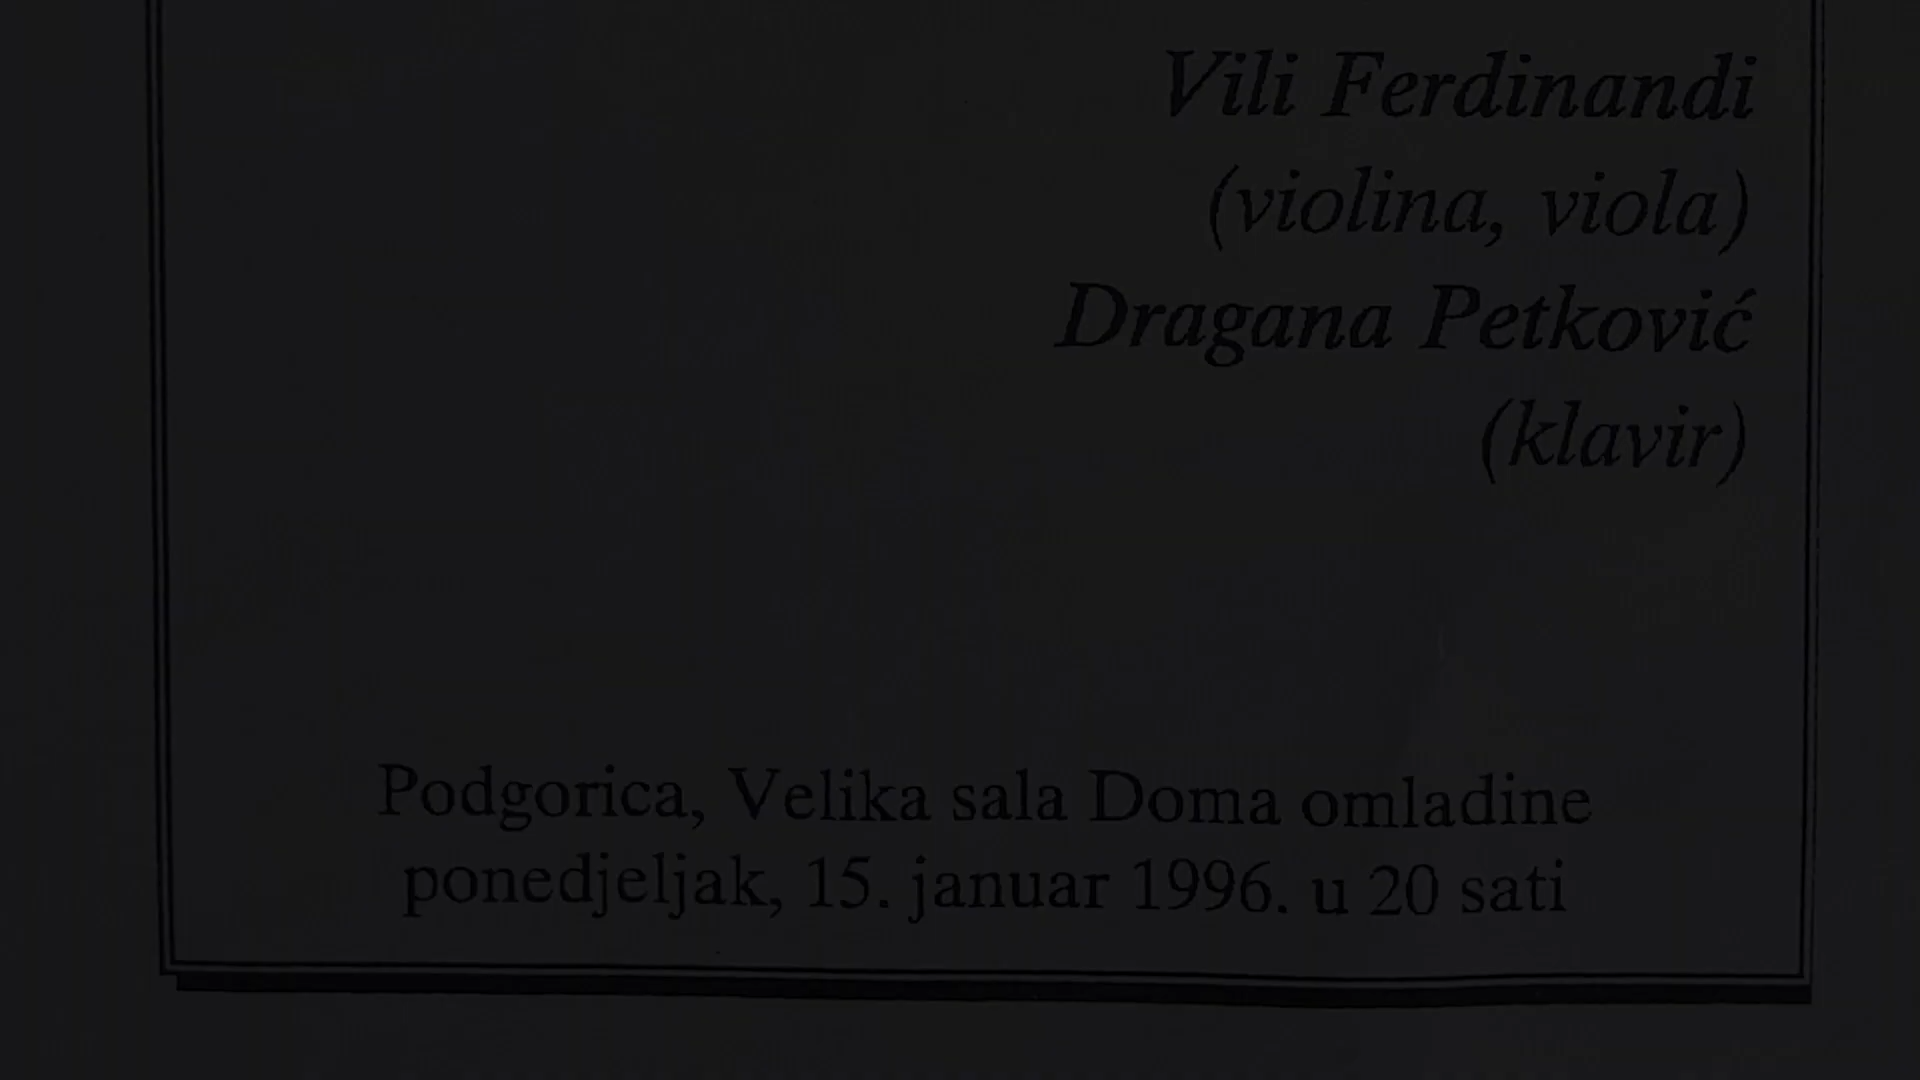 Vili Ferdinandi
(violina, viola)
Dragana Petković
(klavir)
Podgorica, Velika sala Doma omladine
ponedjeljak, 15. januar 1996. u 20 sati